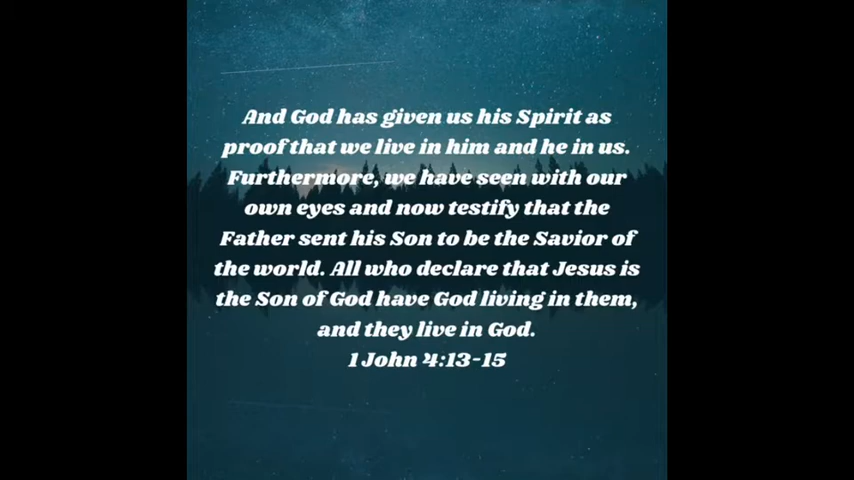 And God has given us his Spirit as
proof that we live in him and he in us.
Furthermore, we have seen with our
own eyes and now testify that the
Father sent his Son to be the Savior of
the world. All who declare that Jesus is
the Son of God have God living in them,
and they live in God.
1 John 4:13-15